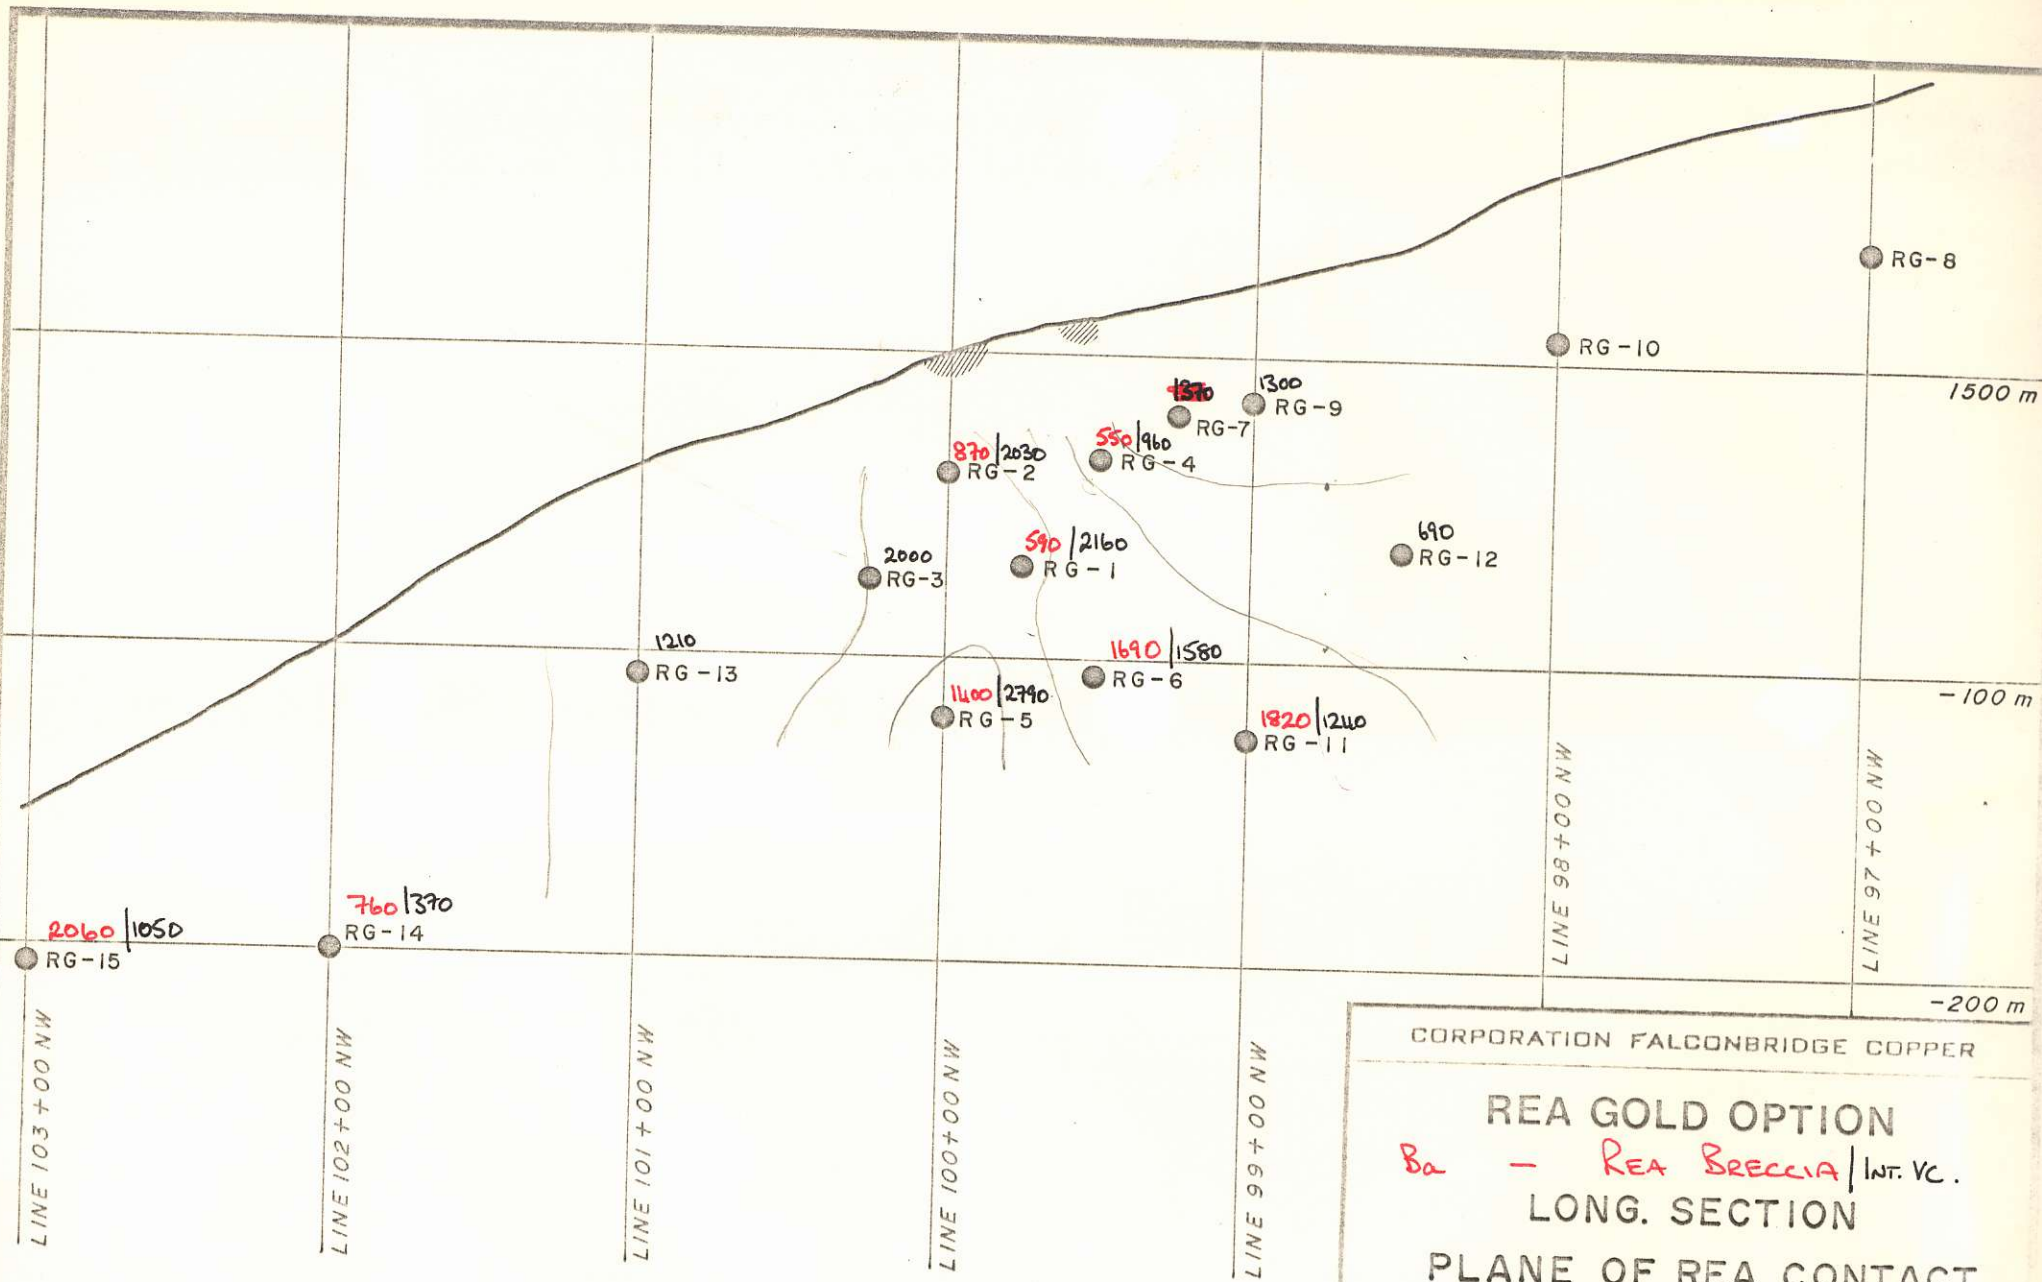 RG-8
RG-10
1500 m
1370
RG-7
1300
RG-9
870/2030
RG-2
550/960
RG-4
690
RG-12
590/2160
RG-1
2000
RG-3
1210
RG-13
1690/1580
RG-6
1400/2790
RG-5
1820/1240
RG-11
-100 m
760/370
RG-14
2060/1050
RG-15
-200 m
LINE 103+00 NW
LINE 102+00 NW
LINE 101+00 NW
LINE 100+00 NW
LINE 99+00 NW
LINE 98+00 NW
LINE 97+00 NW
CORPORATION FALCONBRIDGE COPPER
REA GOLD OPTION
Ba - REA BRECCIA/INT. VC.
LONG. SECTION
PLANE OF REA CONTACT